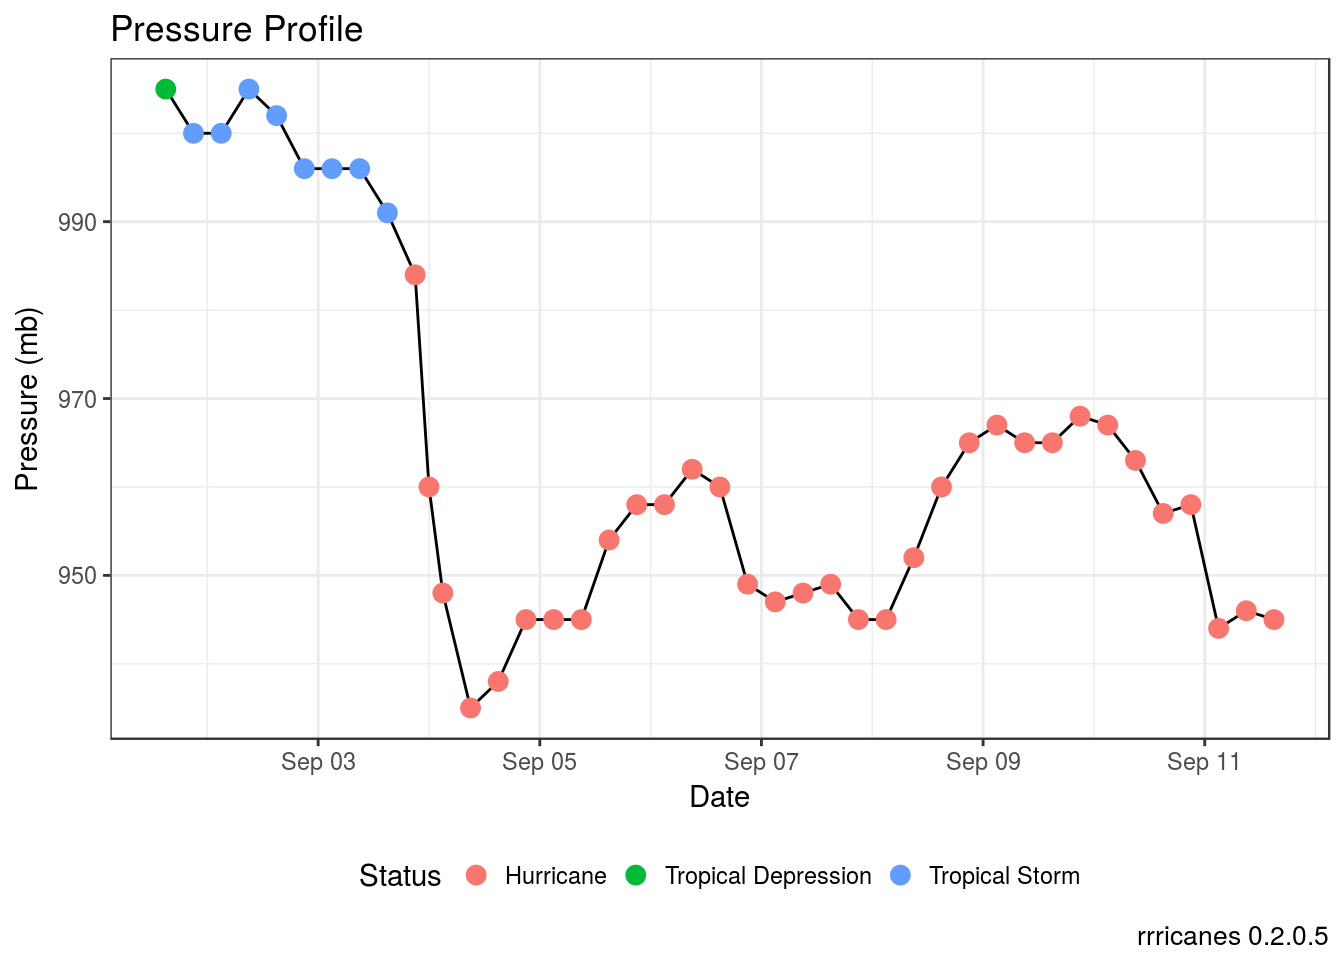 Pressure Profile
Pressure (mb)
990
970
950
Sep 03 Sep 05 Sep 07 Sep 09 Sep 11
Date
Status Hurricane Tropical Depression Tropical Storm
rrricanes 0.2.0.5